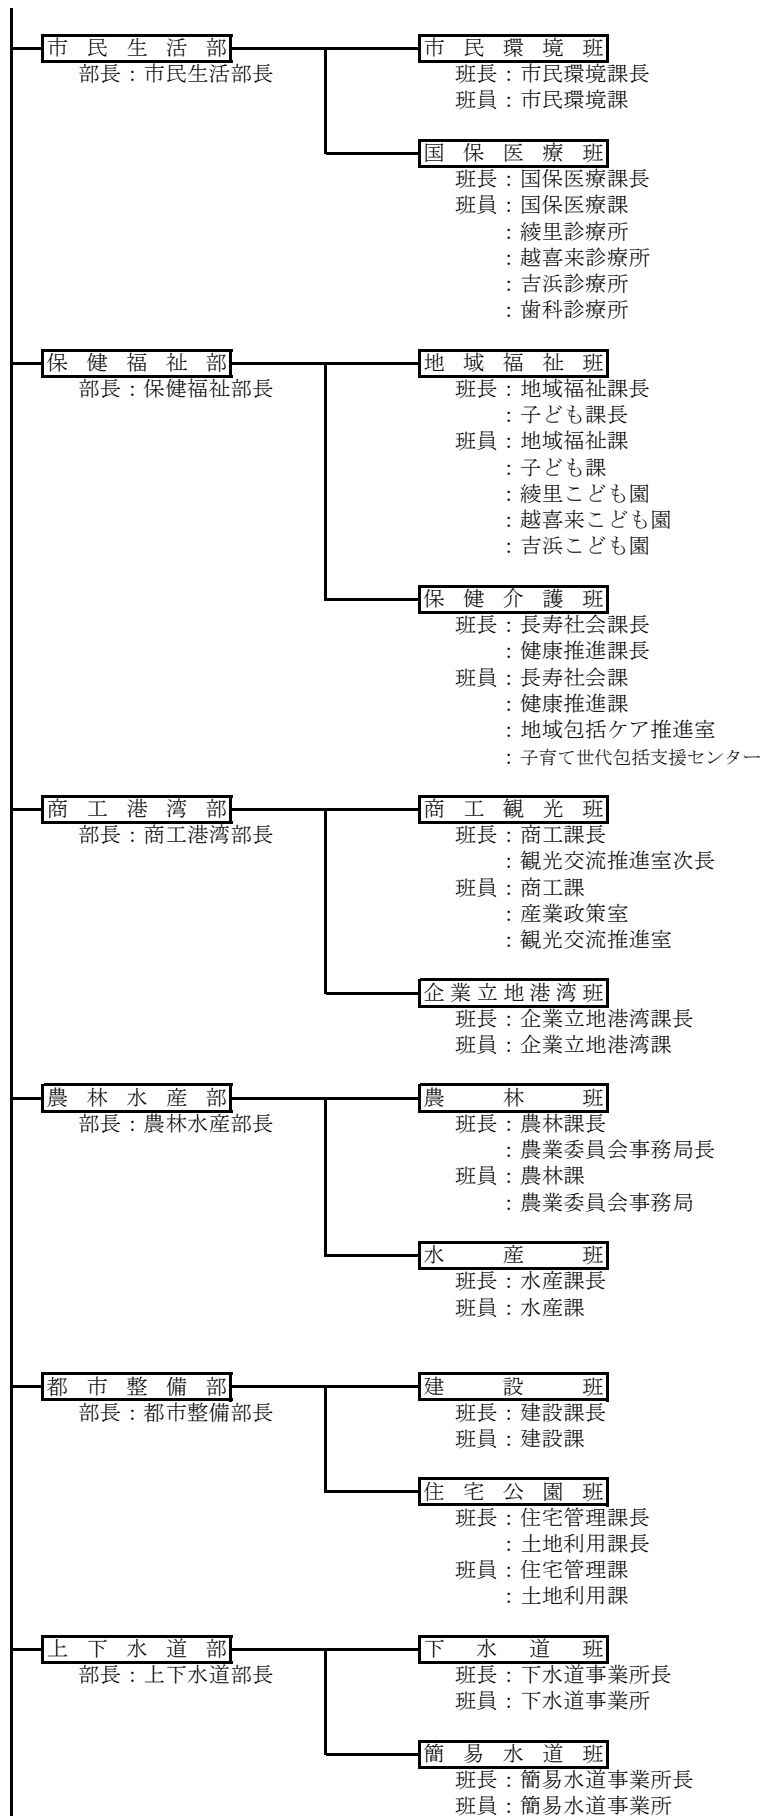 市民生活部
部長：市民生活部長
市民環境班
班長：市民環境課長
班員：市民環境課
国保医療班
班長：国保医療課長
班員：国保医療課
：綾里診療所
：越喜来診療所
：吉浜診療所
：歯科診療所
保健福祉部
部長：保健福祉部長
地域福祉班
班長：地域福祉課長
：子ども課長
班員：地域福祉課
：子ども課
：綾里こども園
：越喜来こども園
：吉浜こども園
保健介護班
班長：長寿社会課長
：健康推進課長
班員：長寿社会課
：健康推進課
：地域包括ケア推進室
：子育て世代包括支援センター
商工港湾部
部長：商工港湾部長
商工観光班
班長：商工課長
：観光交流推進室次長
班員：商工課
：産業政策室
：観光交流推進室
企業立地港湾班
班長：企業立地港湾課長
班員：企業立地港湾課
農林水産部
部長：農林水産部長
農林班
班長：農林課長
：農業委員会事務局長
班員：農林課
：農業委員会事務局
水産班
班長：水産課長
班員：水産課
都市整備部
部長：都市整備部長
建設班
班長：建設課長
班員：建設課
住宅公園班
班長：住宅管理課長
：土地利用課長
班員：住宅管理課
：土地利用課
上下水道部
部長：上下水道部長
下水道班
班長：下水道事業所長
班員：下水道事業所
簡易水道班
班長：簡易水道事業所長
班員：簡易水道事業所